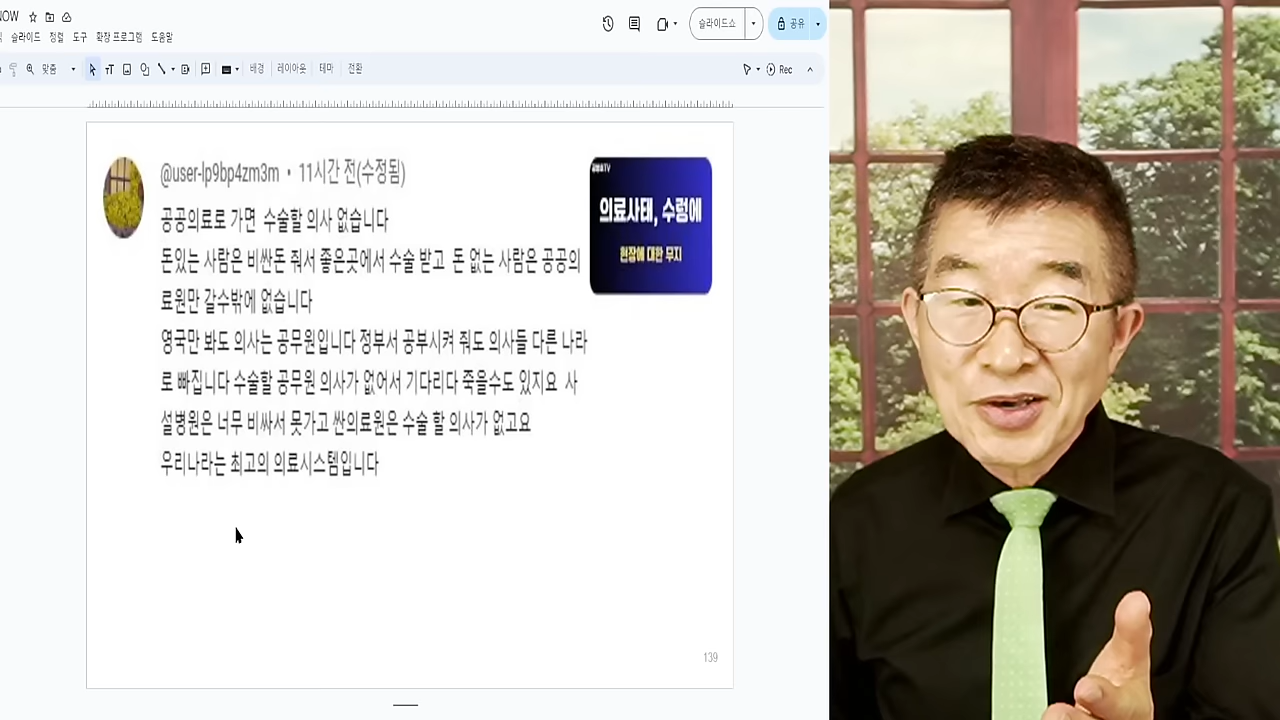 NOW
슬라이드 정렬 도구 확장 프로그램 도움말
슬라이드쇼
공유
맞춤
배경
레이아웃
테마
전환
Rec
@user-lp9bp4zm3m • 11시간 전(수정됨)
공공의료로 가면 수술할 의사 없습니다
돈있는 사람은 비싼돈 줘서 좋은곳에서 수술 받고 돈 없는 사람은 공공의
료원만 갈수밖에 없습니다
영국만 봐도 의사는 공무원입니다 정부서 공부시켜 줘도 의사들 다른 나라
로 빠집니다 수술할 공무원 의사가 없어서 기다리다 죽을수도 있지요 사
설병원은 너무 비싸서 못가고 싼의료원은 수술 할 의사가 없고요
우리나라는 최고의 의료시스템입니다
의료사태, 수렁에
현장에 대한 무지
139